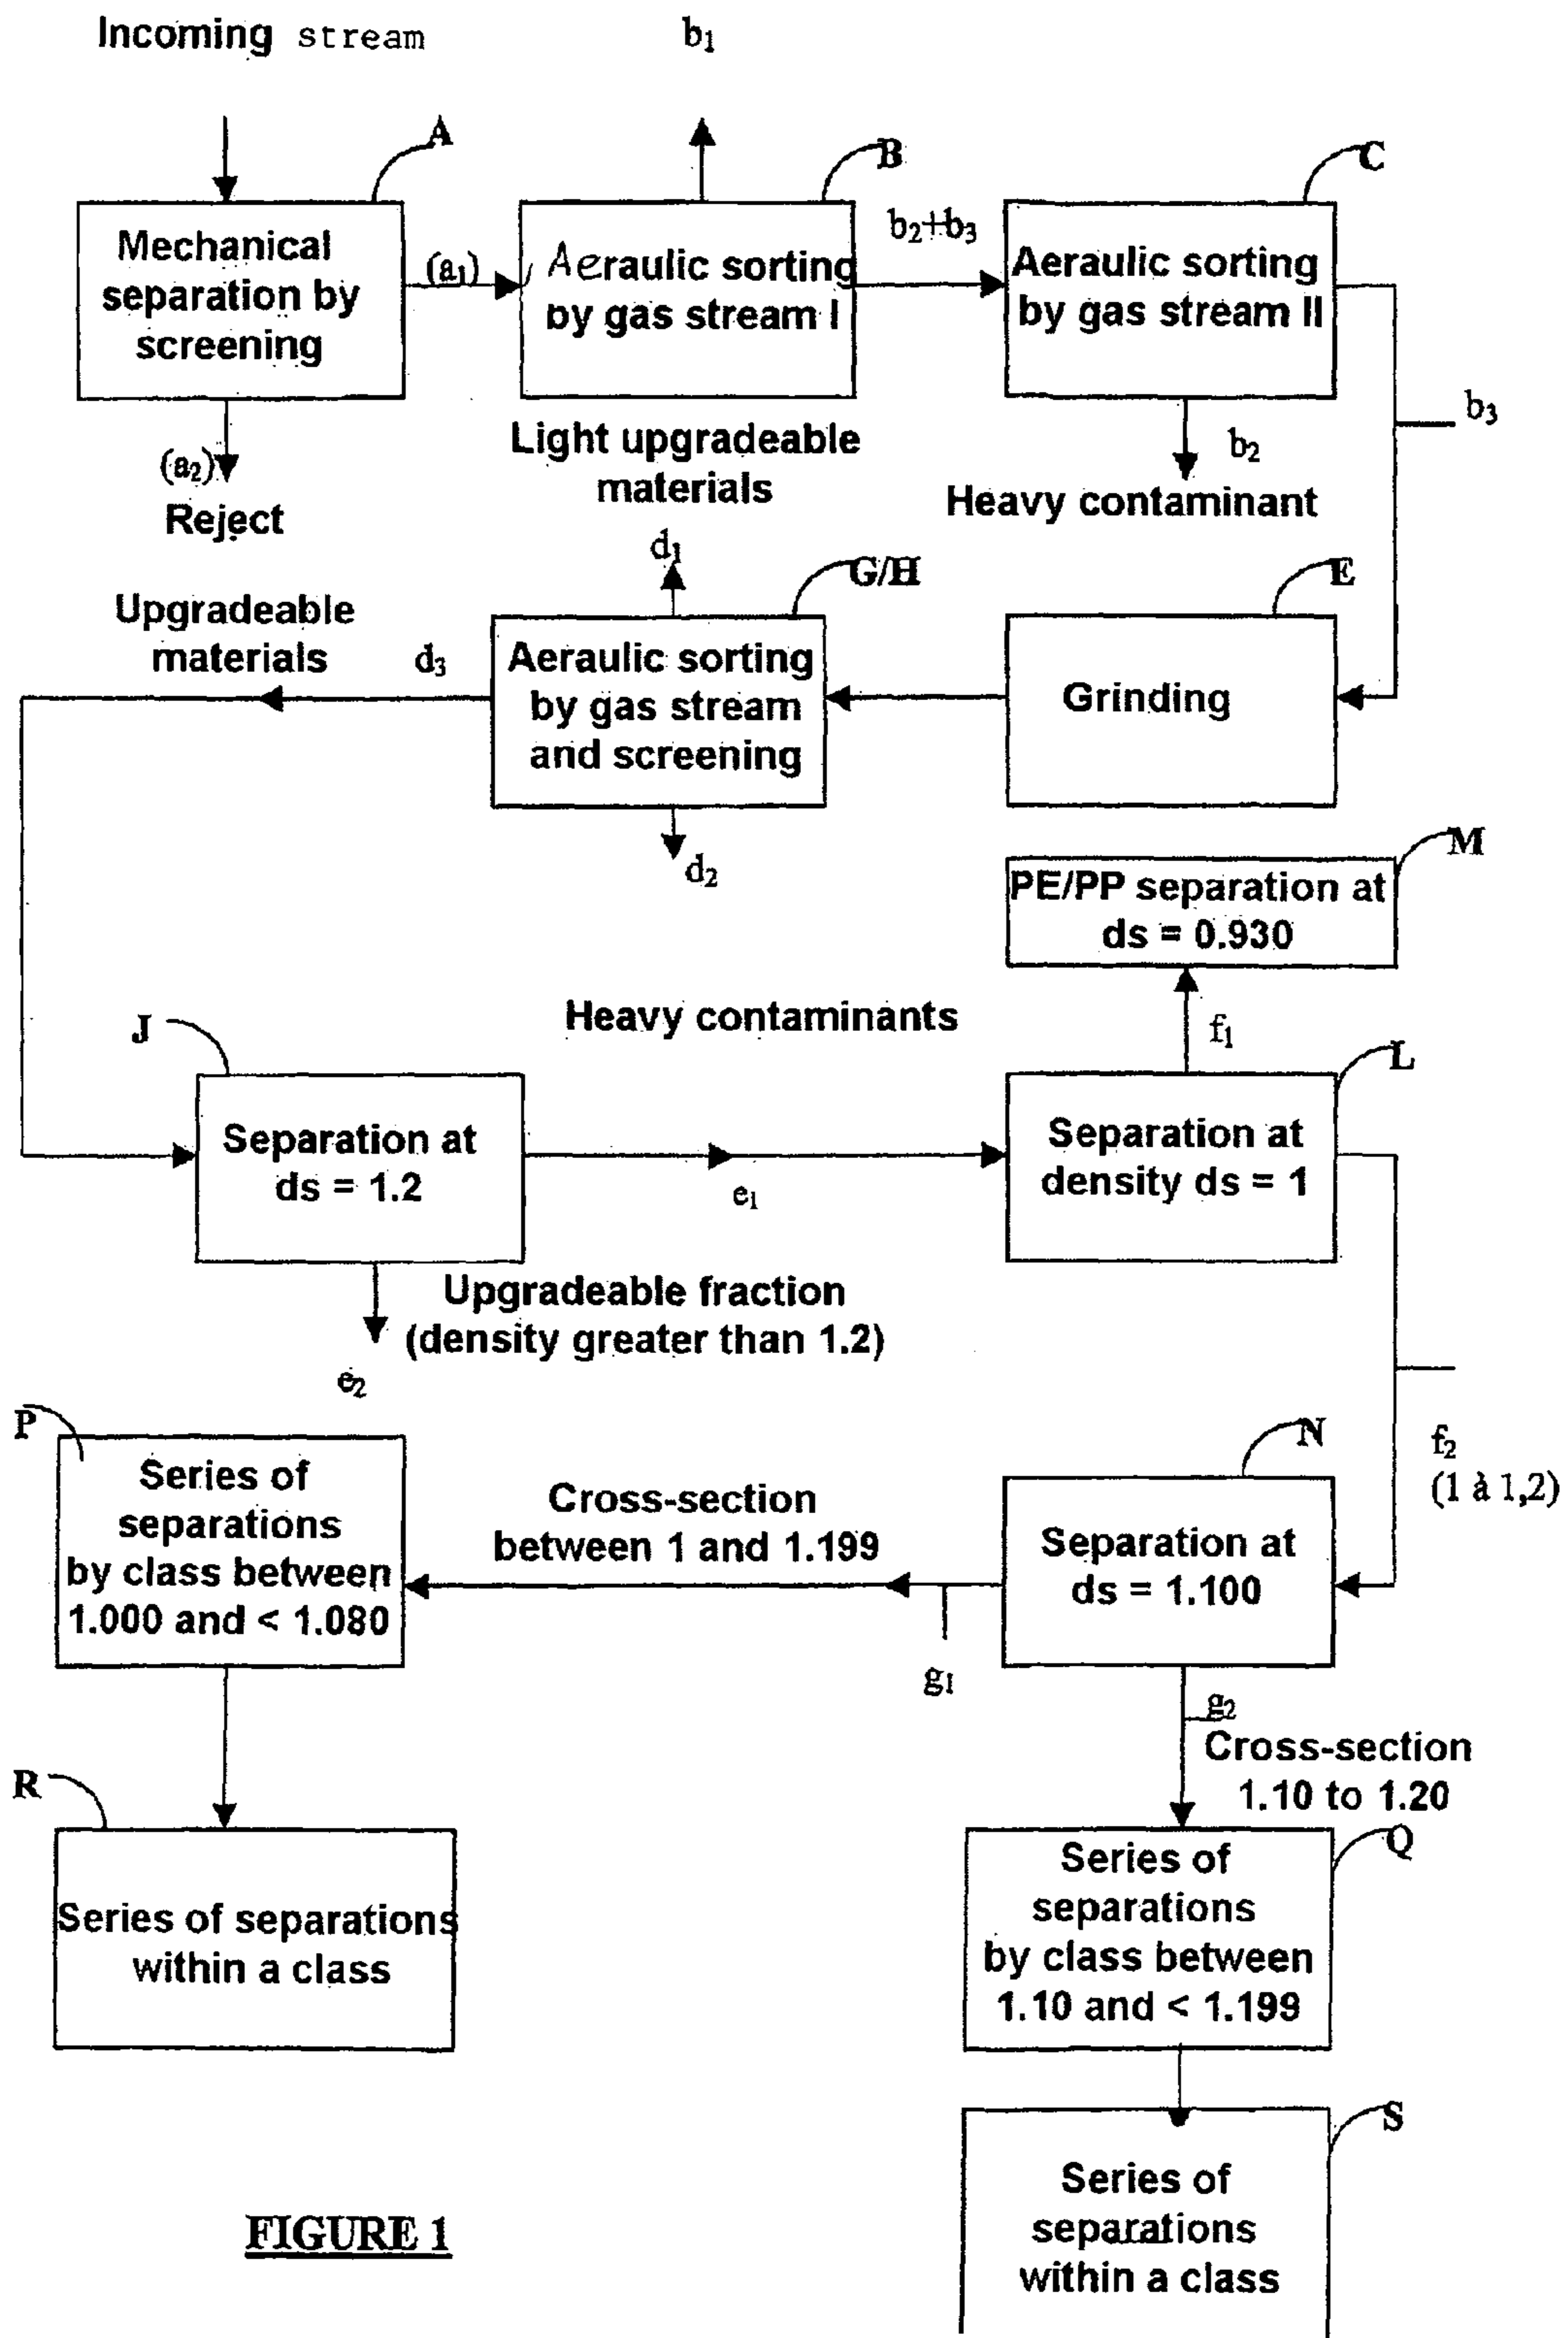 Incoming stream
b₁
A
B
C
Mechanical
separation by
screening
(a₁)
Aeraulic sorting
by gas stream I
b₂+b₃
Aeraulic sorting
by gas stream II
b₃
(a₂)
Reject
Light upgradeable
materials
b₂
Heavy contaminant
d₁
G/H
E
Upgradeable
materials
d₃
Aeraulic sorting
by gas stream
and screening
Grinding
d₂
M
PE/PP separation at
ds = 0.930
Heavy contaminants
f₁
J
L
Separation at
ds = 1.2
e₁
Separation at
density ds = 1
Upgradeable fraction
(density greater than 1.2)
e₂
P
N
f₂
(1 à 1,2)
Series of
separations
by class between
1.000 and < 1.080
Cross-section
between 1 and 1.199
Separation at
ds = 1.100
g₁
g₂
Cross-section
1.10 to 1.20
R
Q
Series of separations
within a class
Series of
separations
by class between
1.10 and < 1.199
S
Series of
separations
within a class
FIGURE 1